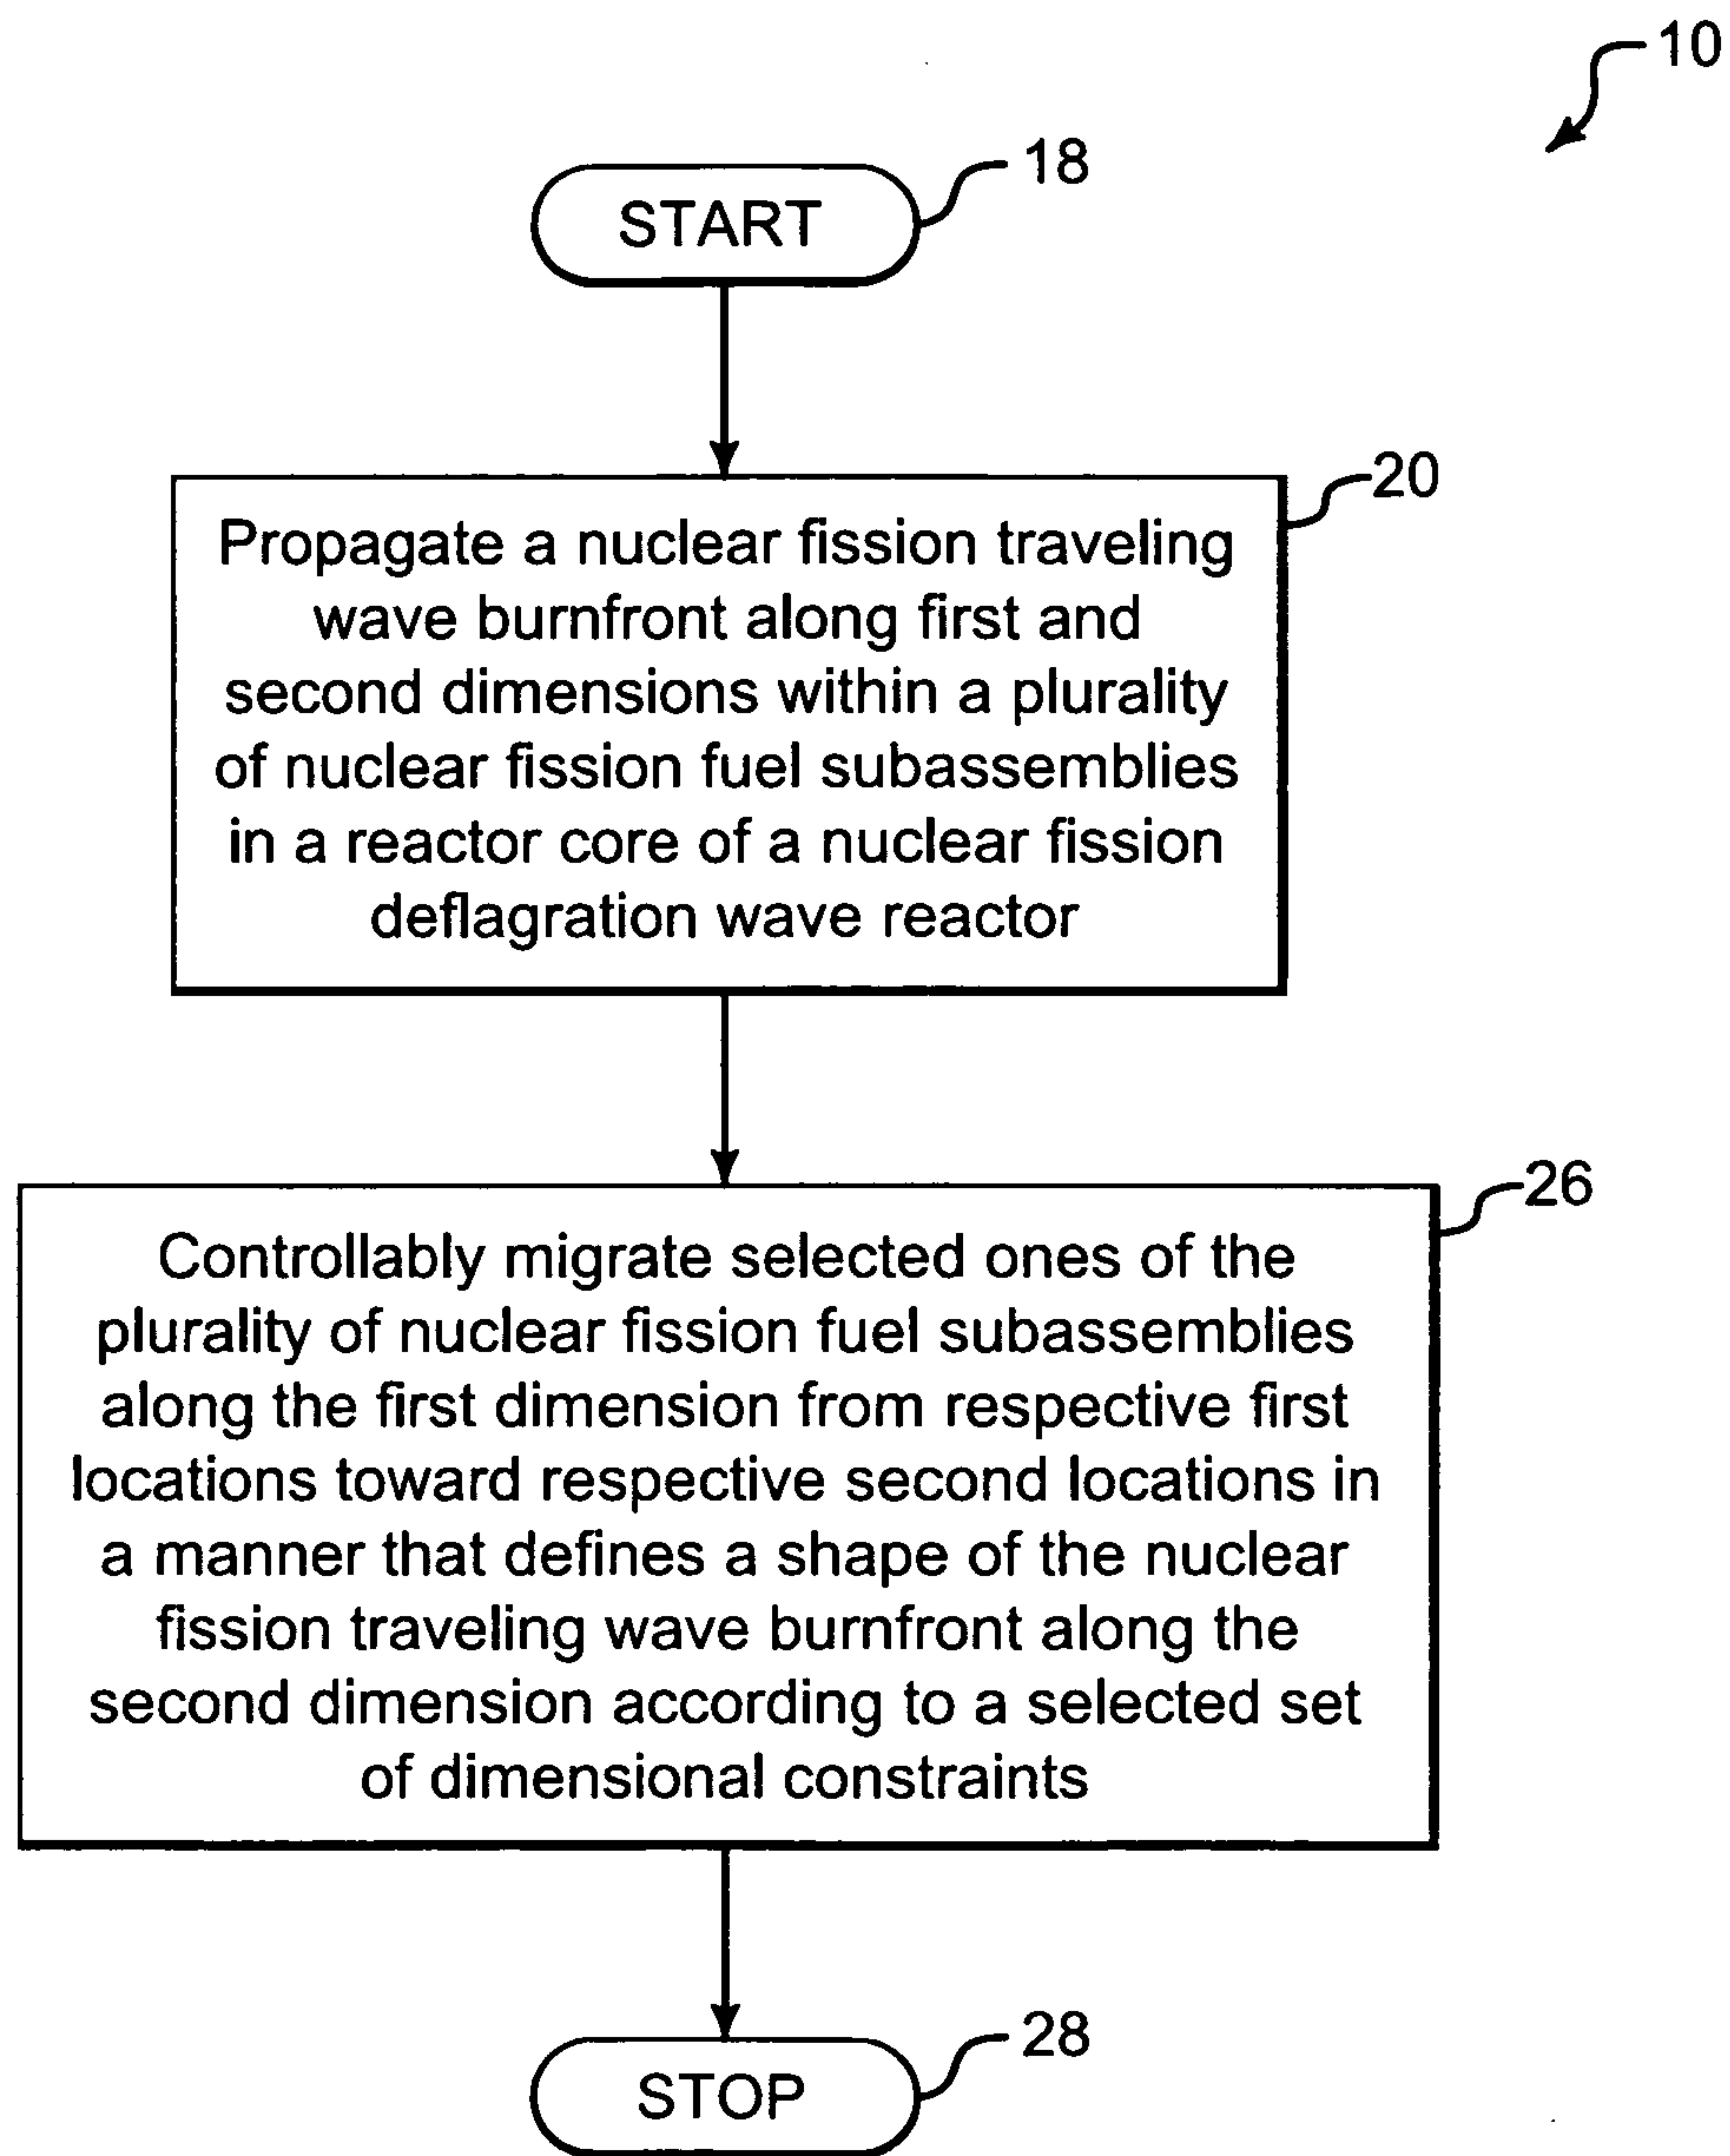 10
18
START
20
Propagate a nuclear fission traveling
wave burnfront along first and
second dimensions within a plurality
of nuclear fission fuel subassemblies
in a reactor core of a nuclear fission
deflagration wave reactor
26
Controllably migrate selected ones of the
plurality of nuclear fission fuel subassemblies
along the first dimension from respective first
locations toward respective second locations in
a manner that defines a shape of the nuclear
fission traveling wave burnfront along the
second dimension according to a selected set
of dimensional constraints
28
STOP